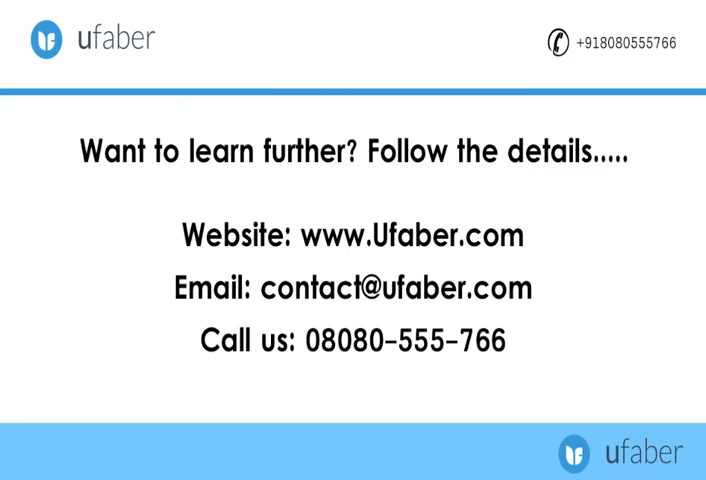 ufaber
+918080555766
Want to learn further? Follow the details.....
Website: www.Ufaber.com
Email: contact@ufaber.com
Call us: 08080-555-766
ufaber